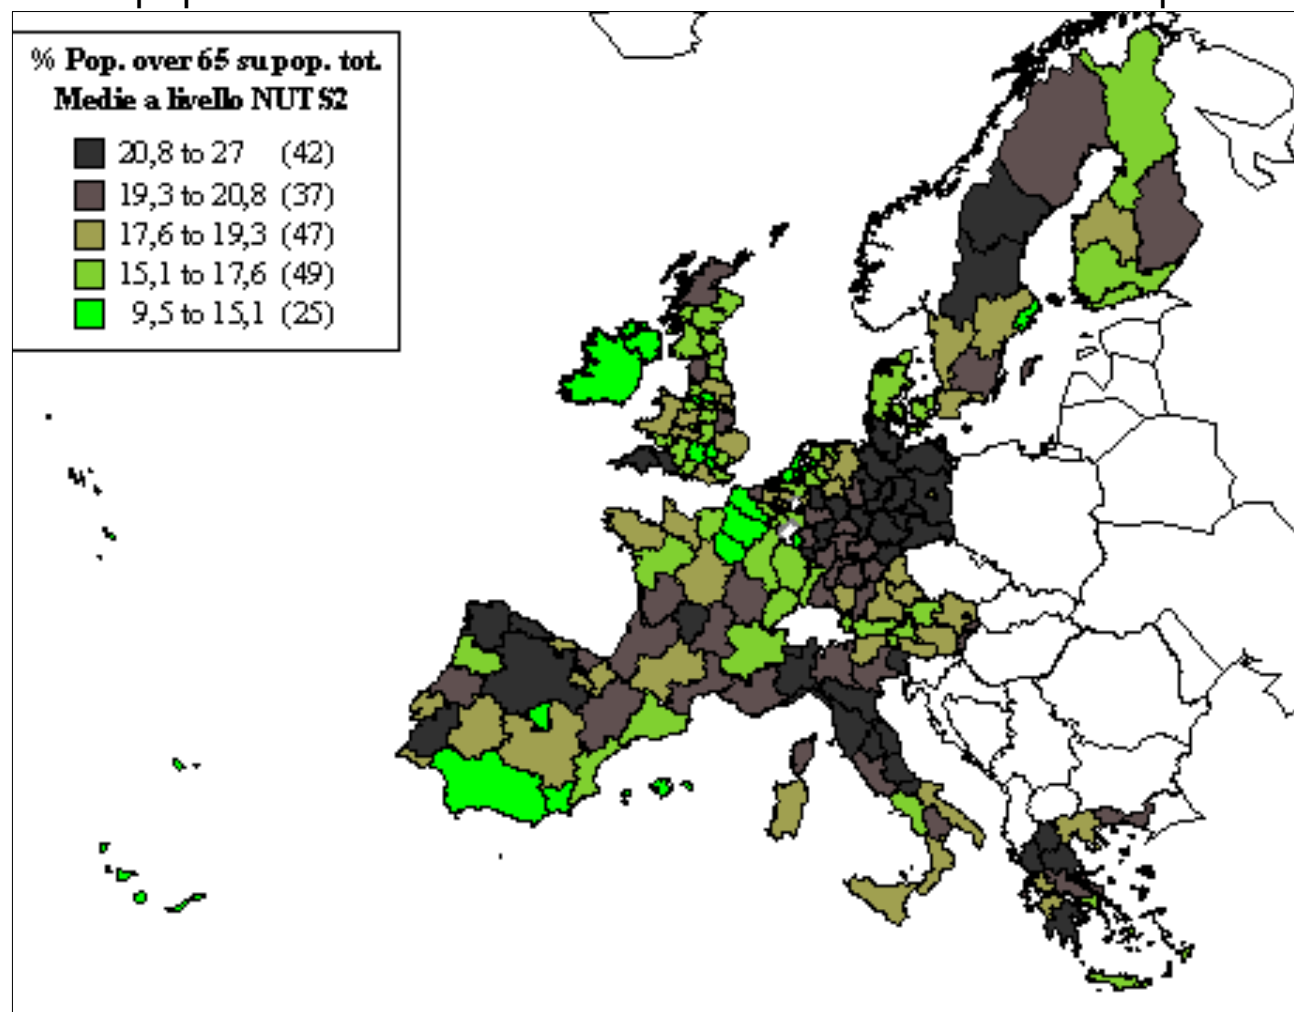 % Pop. over 65 su pop. tot.
Medie a livello NUTS2
20,8 to 27 (42)
19,3 to 20,8 (37)
17,6 to 19,3 (47)
15,1 to 17,6 (49)
9,5 to 15,1 (25)